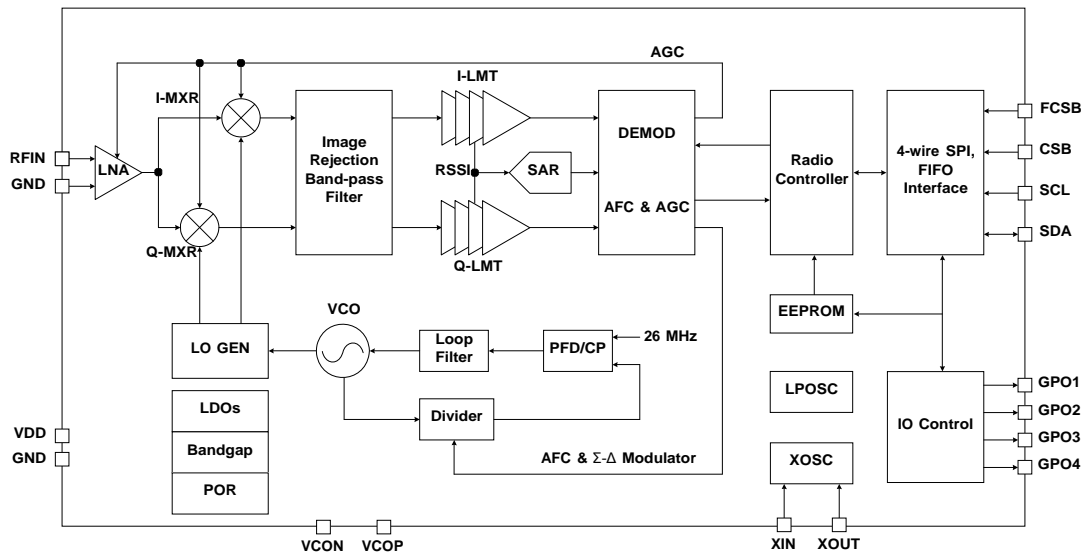 AGC
I-LMT
I-MXR
FCSB
DEMOD
Image
Rejection
Band-pass
Filter
RFIN
LNA
GND
RSSI
SAR
Radio
Controller
4-wire SPI,
FIFO
Interface
CSB
SCL
AFC & AGC
SDA
Q-MXR
Q-LMT
VCO
EEPROM
26 MHz
LO GEN
Loop
Filter
PFD/CP
LPOSC
GPO1
LDOs
Divider
GPO2
IO Control
VDD
Bandgap
AFC & Σ-Δ Modulator
XOSC
GPO3
GND
GPO4
POR
VCON
VCOP
XIN
XOUT